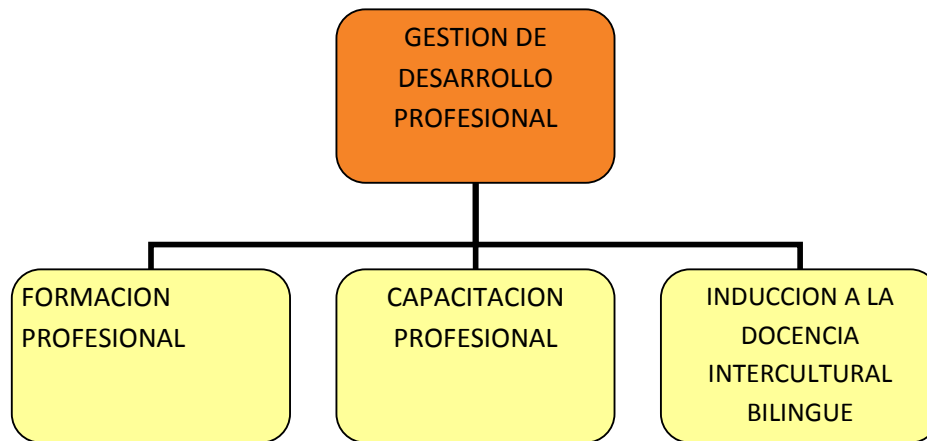 GESTION DE
DESARROLLO
PROFESIONAL
FORMACION
PROFESIONAL
CAPACITACION
PROFESIONAL
INDUCCION A LA
DOCENCIA
INTERCULTURAL
BILINGUE